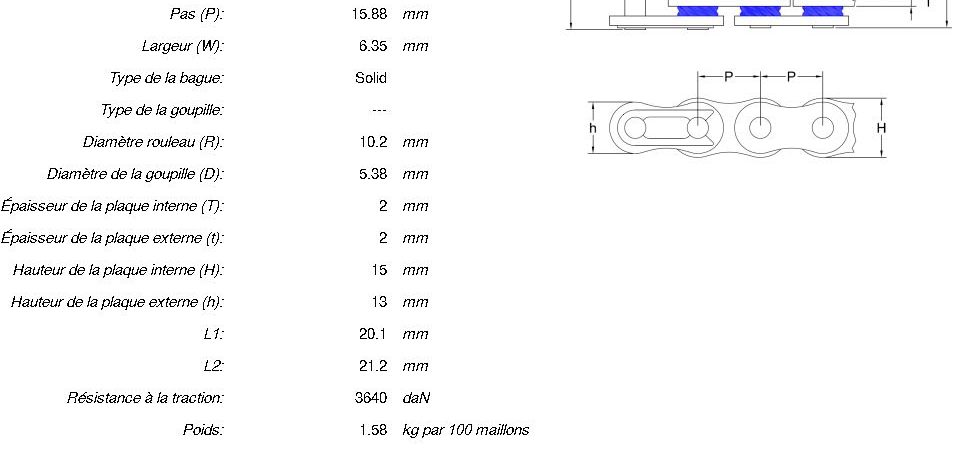 Pas (P): 15.88 mm
Largeur (W): 6.35 mm
Type de la bague: Solid
Type de la goupille: ---
Diamètre rouleau (R): 10.2 mm
Diamètre de la goupille (D): 5.38 mm
Épaisseur de la plaque interne (T): 2 mm
Épaisseur de la plaque externe (t): 2 mm
Hauteur de la plaque interne (H): 15 mm
Hauteur de la plaque externe (h): 13 mm
L1: 20.1 mm
L2: 21.2 mm
Résistance à la traction: 3640 daN
Poids: 1.58 kg par 100 maillons
P P
h H